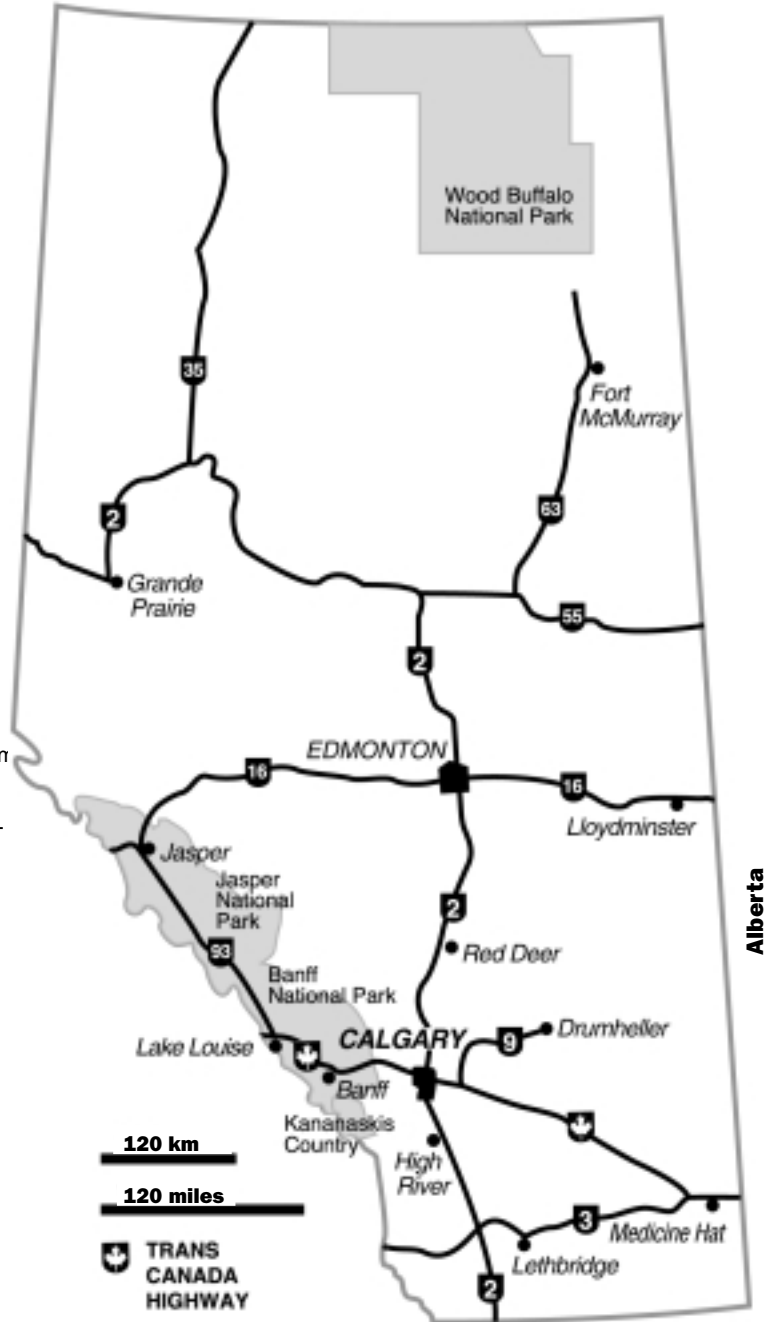 Wood Buffalo
National Park
35
Fort
McMurray
63
2
Grande
Prairie
55
2
EDMONTON
16
16
Lloydminster
Jasper
Jasper
National
Park
2
Alberta
93
Red Deer
Banff
National Park
CALGARY
9
Drumheller
Lake Louise
Banff
Kananaskis
Country
120 km
High
River
120 miles
3
Medicine Hat
Lethbridge
TRANS
CANADA
HIGHWAY
2